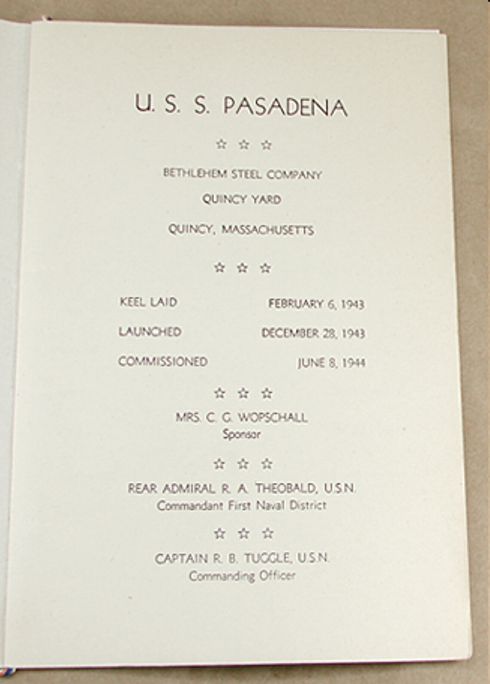 U. S. S. PASADENA
☆ ☆ ☆
BETHLEHEM STEEL COMPANY
QUINCY YARD
QUINCY, MASSACHUSETTS
☆ ☆ ☆
KEEL LAID FEBRUARY 6, 1943
LAUNCHED DECEMBER 28, 1943
COMMISSIONED JUNE 8, 1944
☆ ☆ ☆
MRS. C. G. WOPSCHALL
Sponsor
☆ ☆ ☆
REAR ADMIRAL R. A. THEOBALD, U.S.N.
Commandant First Naval District
☆ ☆ ☆
CAPTAIN R. B. TUGGLE, U.S.N.
Commanding Officer